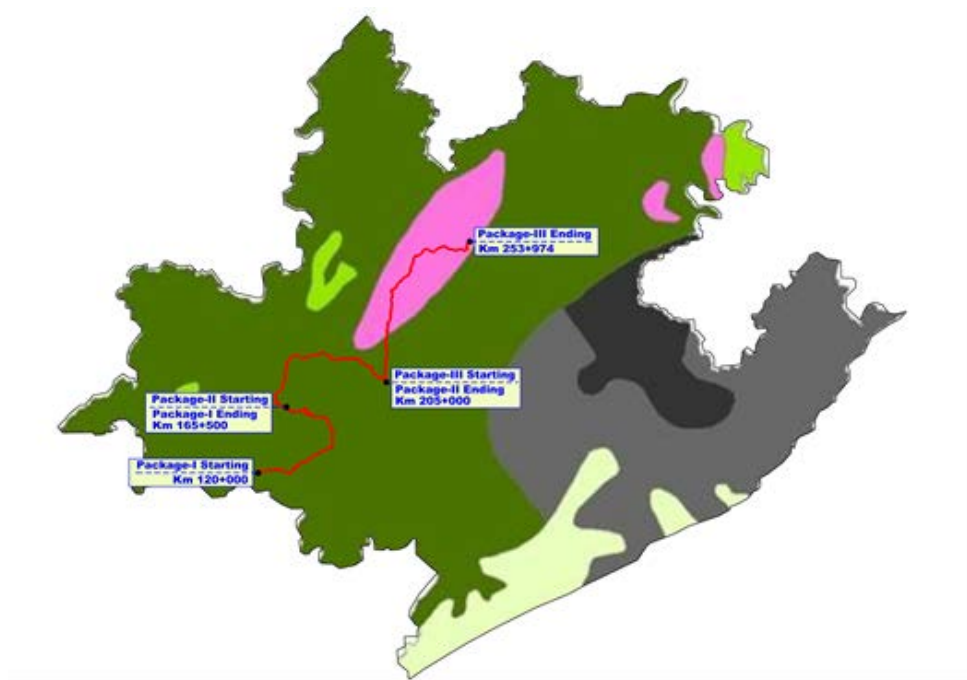 Package-III Ending
Km 253+974
Package-III Starting
Package-II Ending
Km 205+000
Package-II Starting
Package-I Ending
Km 165+500
Package-I Starting
Km 120+000